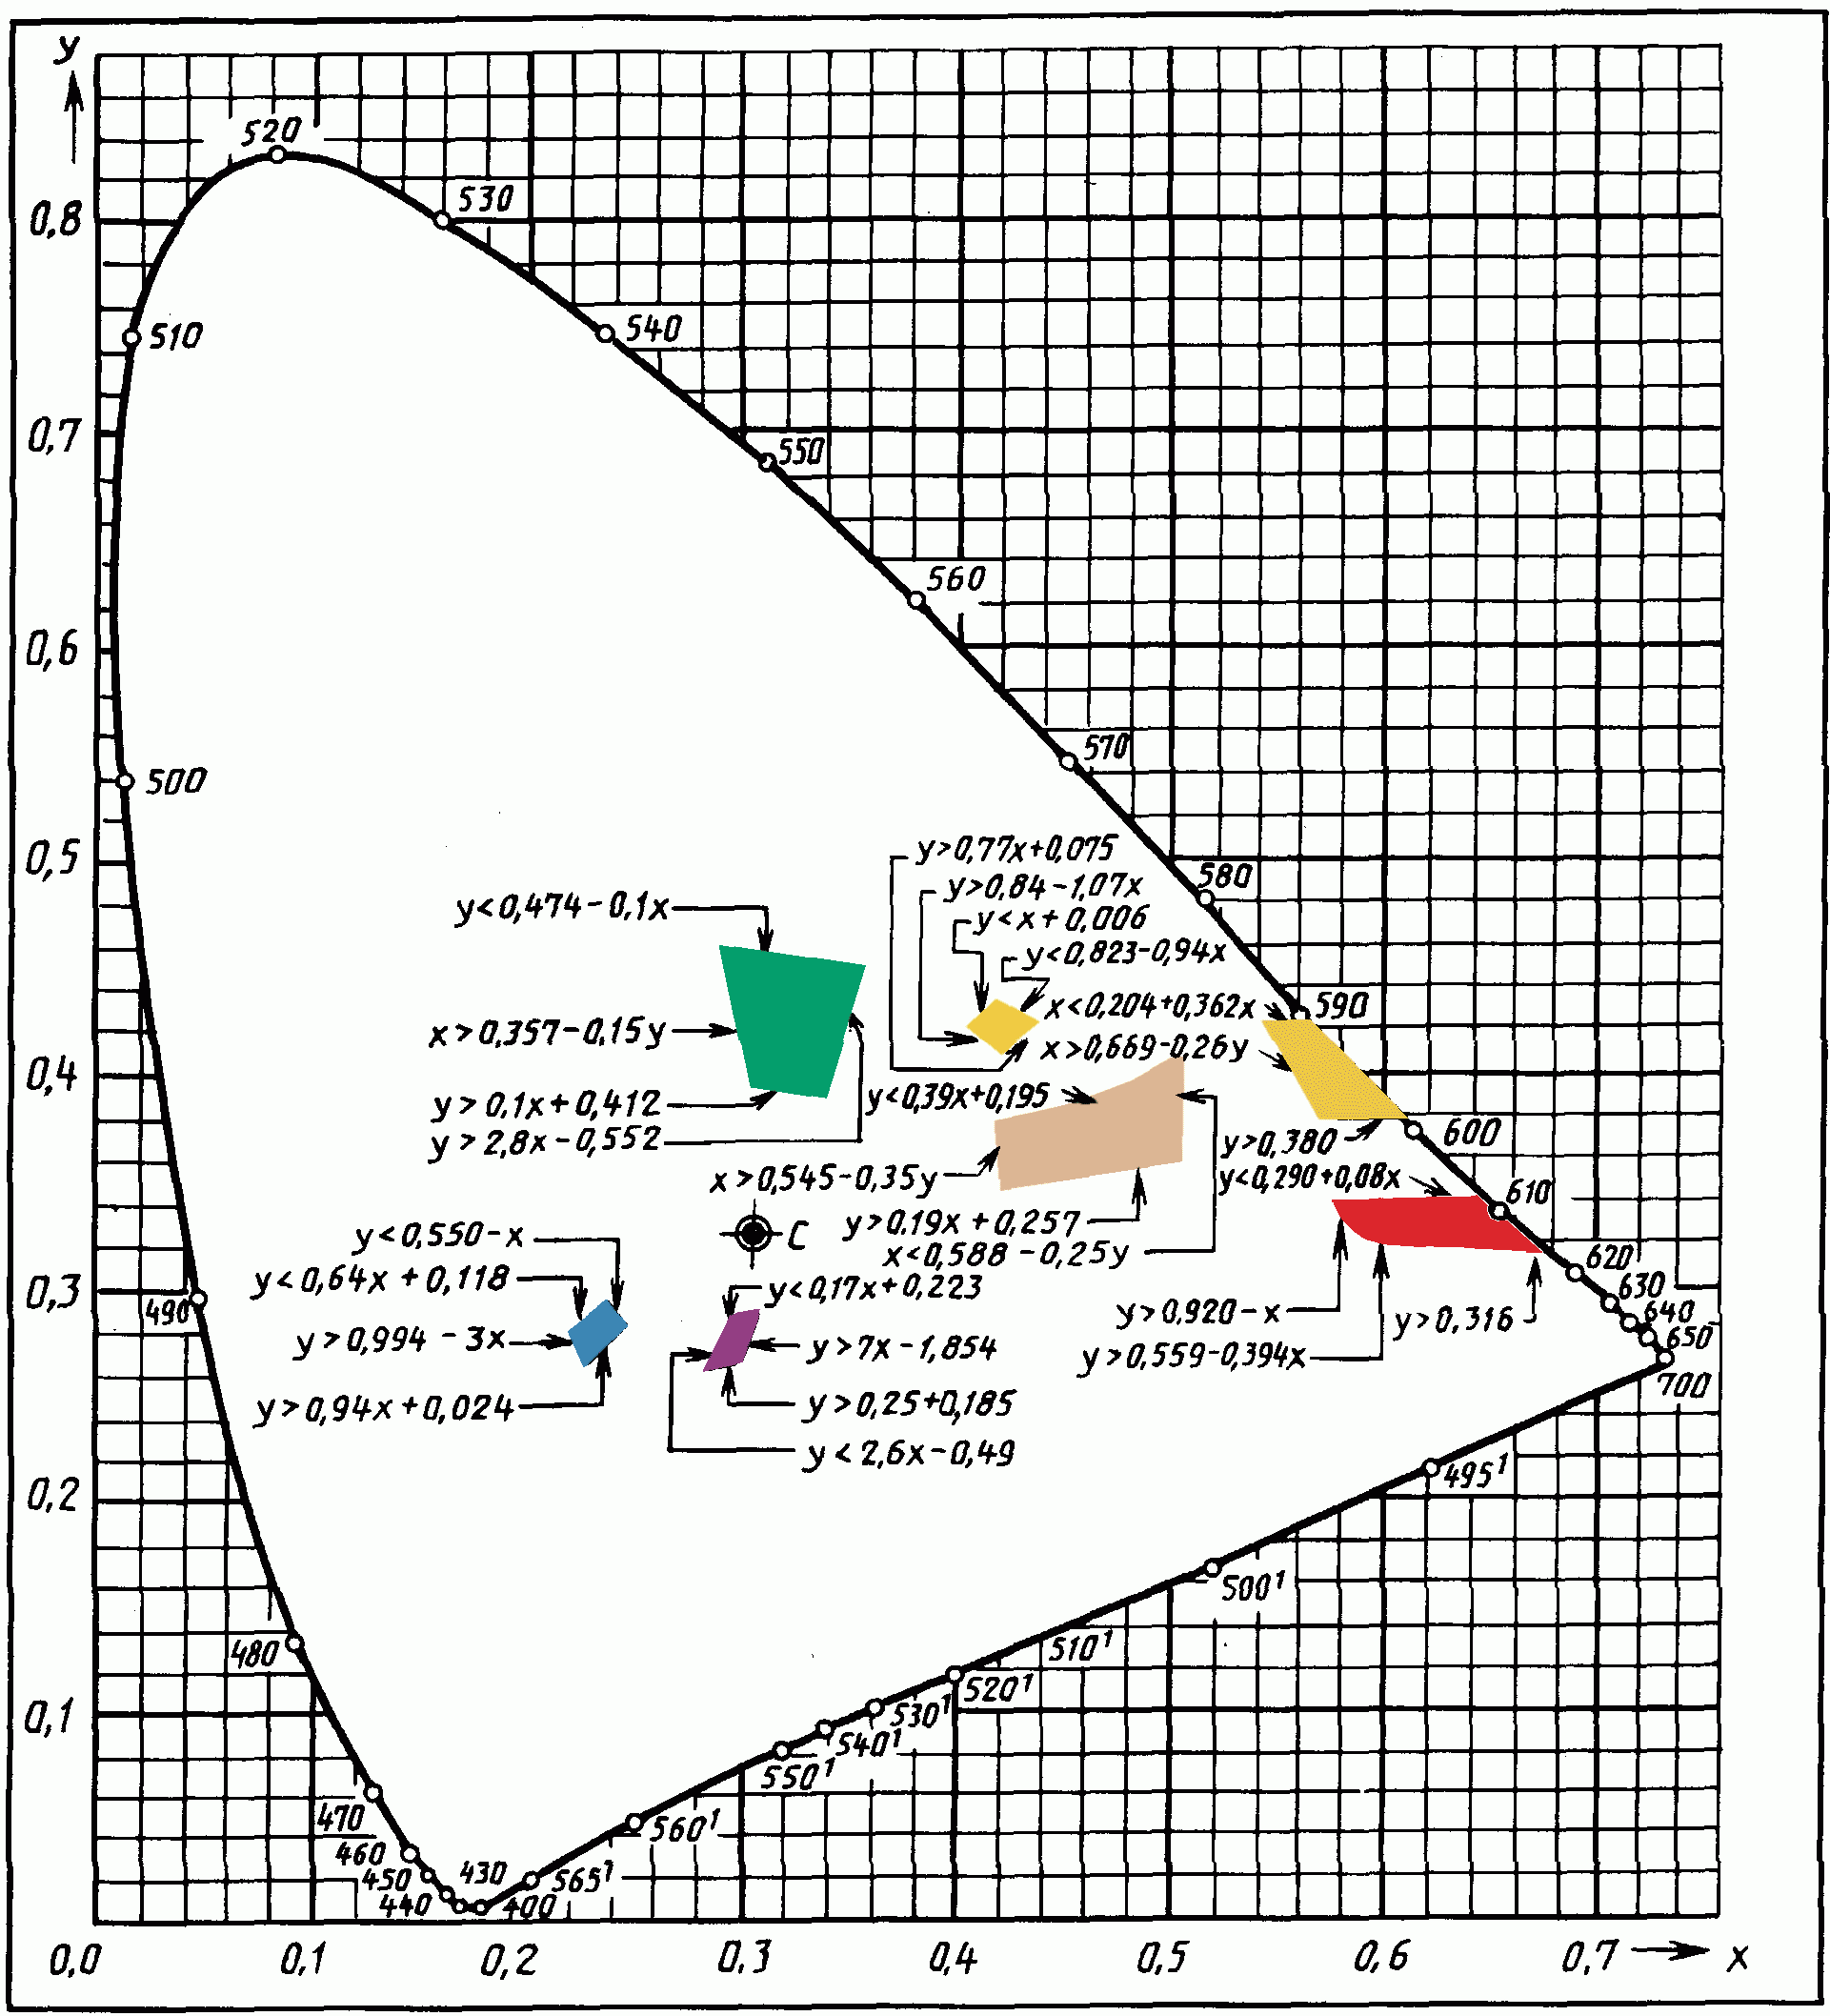 y
520
530
0,8
540
510
0,7
550
560
0,6
570
500
0,5
y>0,77x+0,075
580
y>0,84-1,07x
y<0,474-0,1x
y<x+0,006
y<0,823-0,94x
x<0,204+0,362x
590
x>0,357-0,15y
x>0,669-0,26y
0,4
y<0,39x+0,195
y>0,1x+0,412
y>2,8x-0,552
y>0,380
600
x>0,545-0,35y
y<0,290+0,08x
610
y>0.19x+0,257
C
y<0,550-x
x<0,588-0,25y
620
y<0,64x+0,118
y<0,17x+0,223
630
0,3
490
y>0,920-x
y>0,316
640
y>0,994-3x
y>7x-1,854
650
y>0,559-0,394x
700
y>0,94x+0,024
y>0,25+0,185
y<2,6x-0,49
495¹
0,2
500¹
480
510¹
520¹
0,1
530¹
540¹
550¹
470
560¹
460
450
430
565¹
440
400
0,0 0,1 0,2 0,3 0,4 0,5 0,6 0,7 x